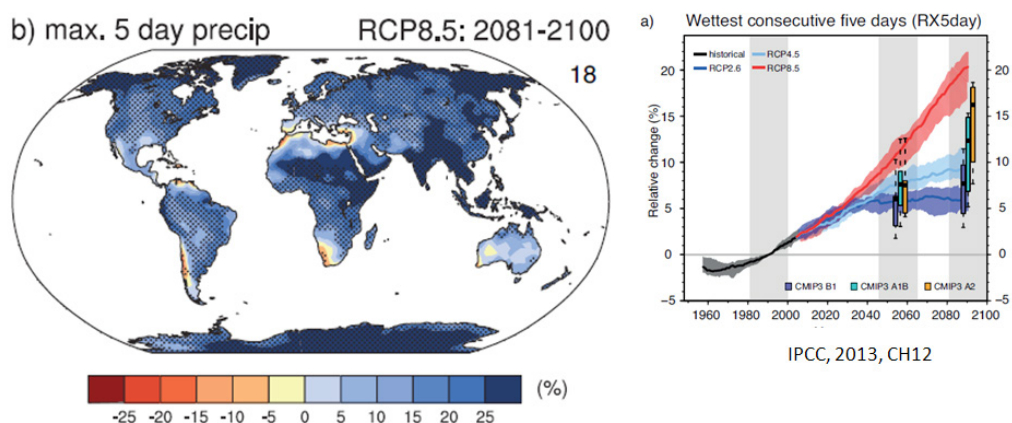 b) max. 5 day precip RCP8.5: 2081-2100
18
-25 -20 -15 -10 -5 0 5 10 15 20 25
(%)
a) Wettest consecutive five days (RX5day)
historical RCP4.5
RCP2.6 RCP8.5
Relative change (%)
20 20
15 15
10 10
5 5
0 0
−5 −5
CMIP3 B1 CMIP3 A1B CMIP3 A2
1960 1980 2000 2020 2040 2060 2080 2100
IPCC, 2013, CH12